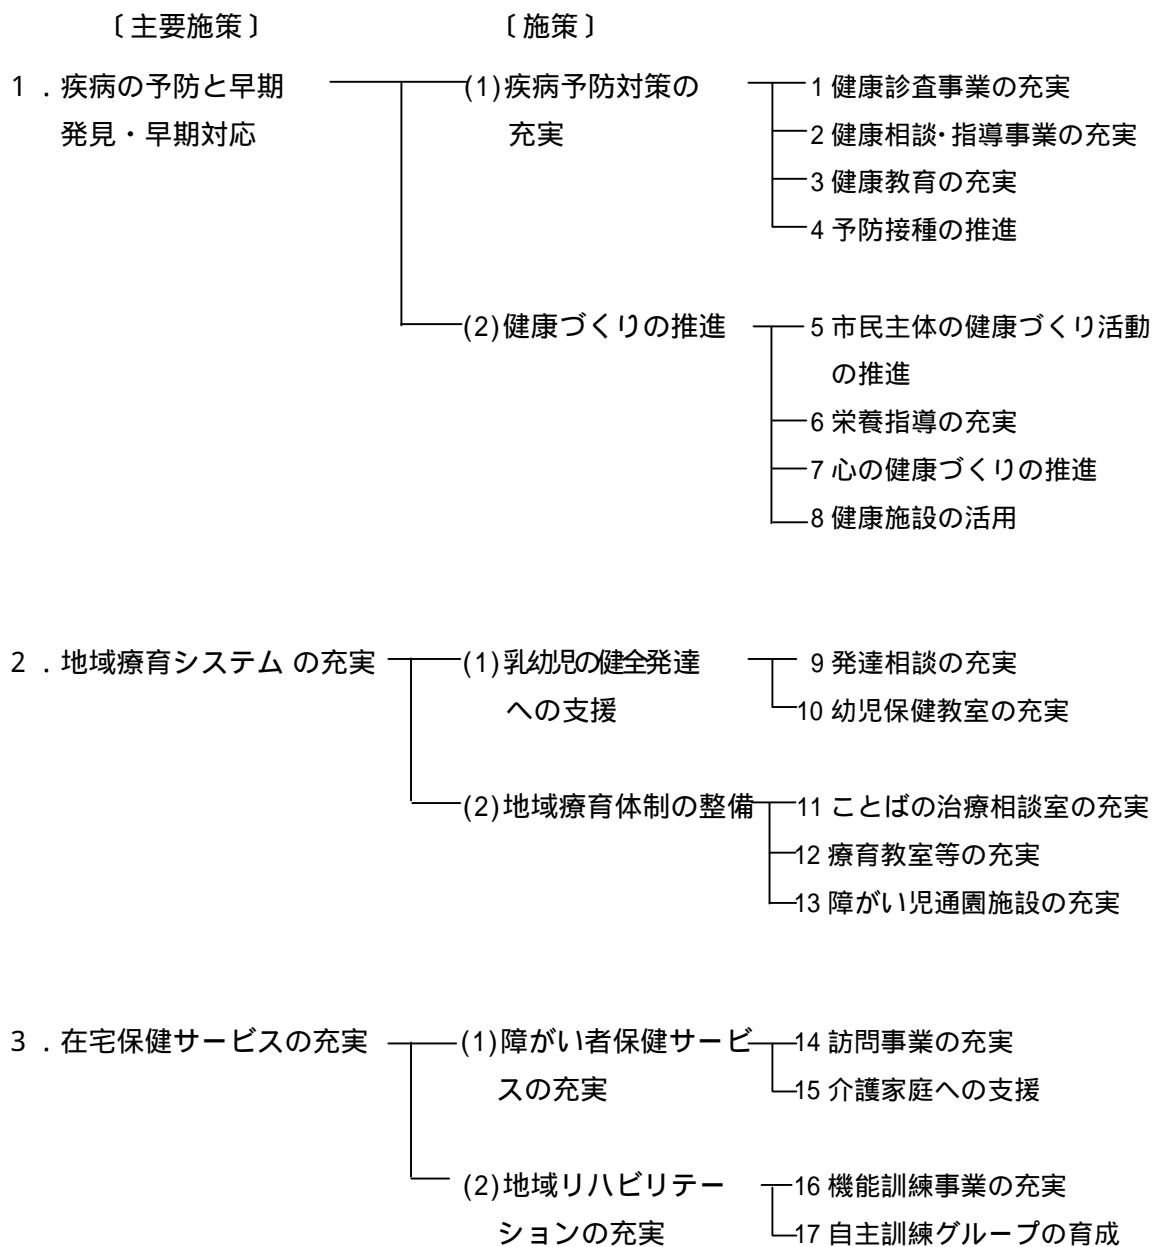 〔主要施策〕 〔施策〕
1．疾病の予防と早期 (1)疾病予防対策の 1 健康診査事業の充実
発見・早期対応 充実 2 健康相談・指導事業の充実
3 健康教育の充実
4 予防接種の推進
(2)健康づくりの推進 5 市民主体の健康づくり活動
の推進
6 栄養指導の充実
7 心の健康づくりの推進
8 健康施設の活用
2．地域療育システム の充実 (1)乳幼児の健全発達 9 発達相談の充実
への支援 10 幼児保健教室の充実
(2)地域療育体制の整備 11 ことばの治療相談室の充実
12 療育教室等の充実
13 障がい児通園施設の充実
3．在宅保健サービスの充実 (1)障がい者保健サービ 14 訪問事業の充実
スの充実 15 介護家庭への支援
(2)地域リハビリテー 16 機能訓練事業の充実
ションの充実 17 自主訓練グループの育成